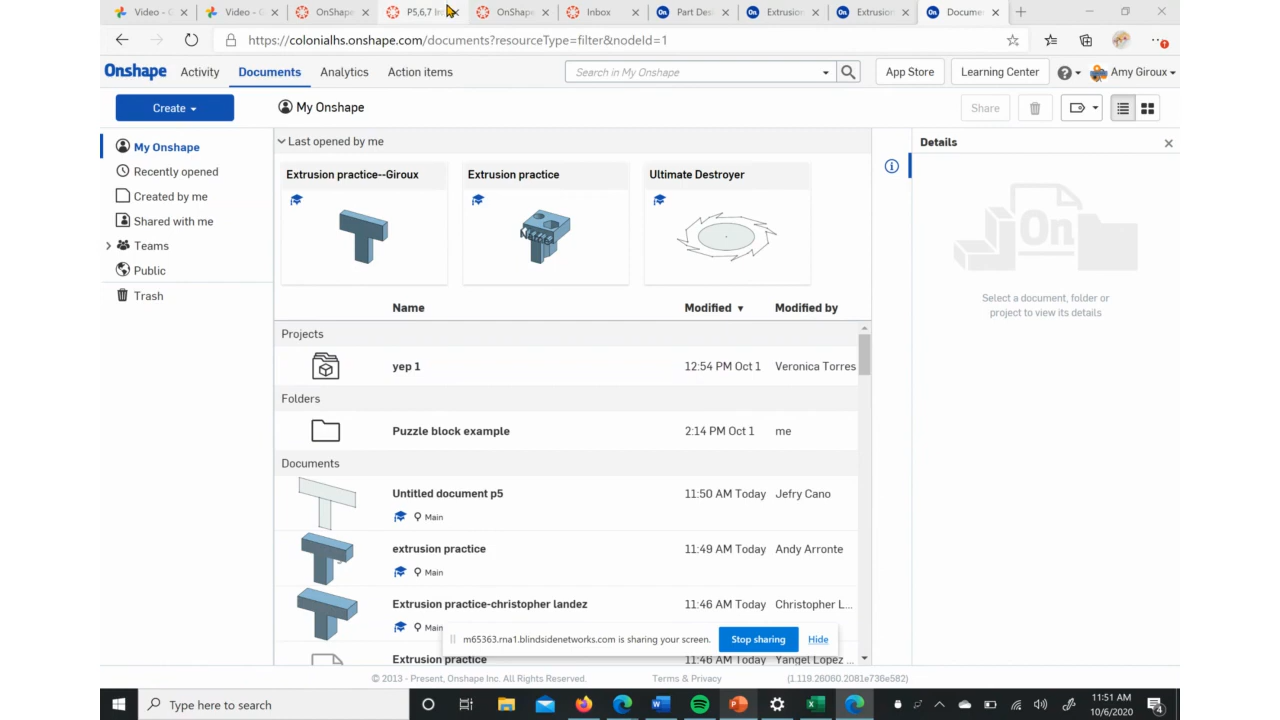 Video - G
Video - G
OnShape
P5,6,7 In
OnShape
Inbox
Part Des
Extrusion
Extrusion
Docume
https://colonialhs.onshape.com/documents?resourceType=filter&nodeId=1
Onshape
Activity
Documents
Analytics
Action items
Search in My Onshape
App Store
Learning Center
Amy Giroux
Create
My Onshape
Share
My Onshape
Recently opened
Created by me
Shared with me
Teams
Public
Trash
Last opened by me
Extrusion practice--Giroux
Extrusion practice
Ultimate Destroyer
Name
Modified
Modified by
Projects
yep 1
12:54 PM Oct 1
Veronica Torres
Folders
Puzzle block example
2:14 PM Oct 1
me
Documents
Untitled document p5
11:50 AM Today
Jefry Cano
Main
extrusion practice
11:49 AM Today
Andy Arronte
Main
Extrusion practice-christopher landez
11:46 AM Today
Christopher L...
Main
Extrusion practice
11:46 AM Today
Yangel Lopez ...
m65363.rna1.blindsidenetworks.com is sharing your screen.
Stop sharing
Hide
Details
On
Select a document, folder or
project to view its details
© 2013 - Present, Onshape Inc. All Rights Reserved.
Terms & Privacy
(1.119.26060.2081e736e582)
Type here to search
11:51 AM
10/6/2020
4